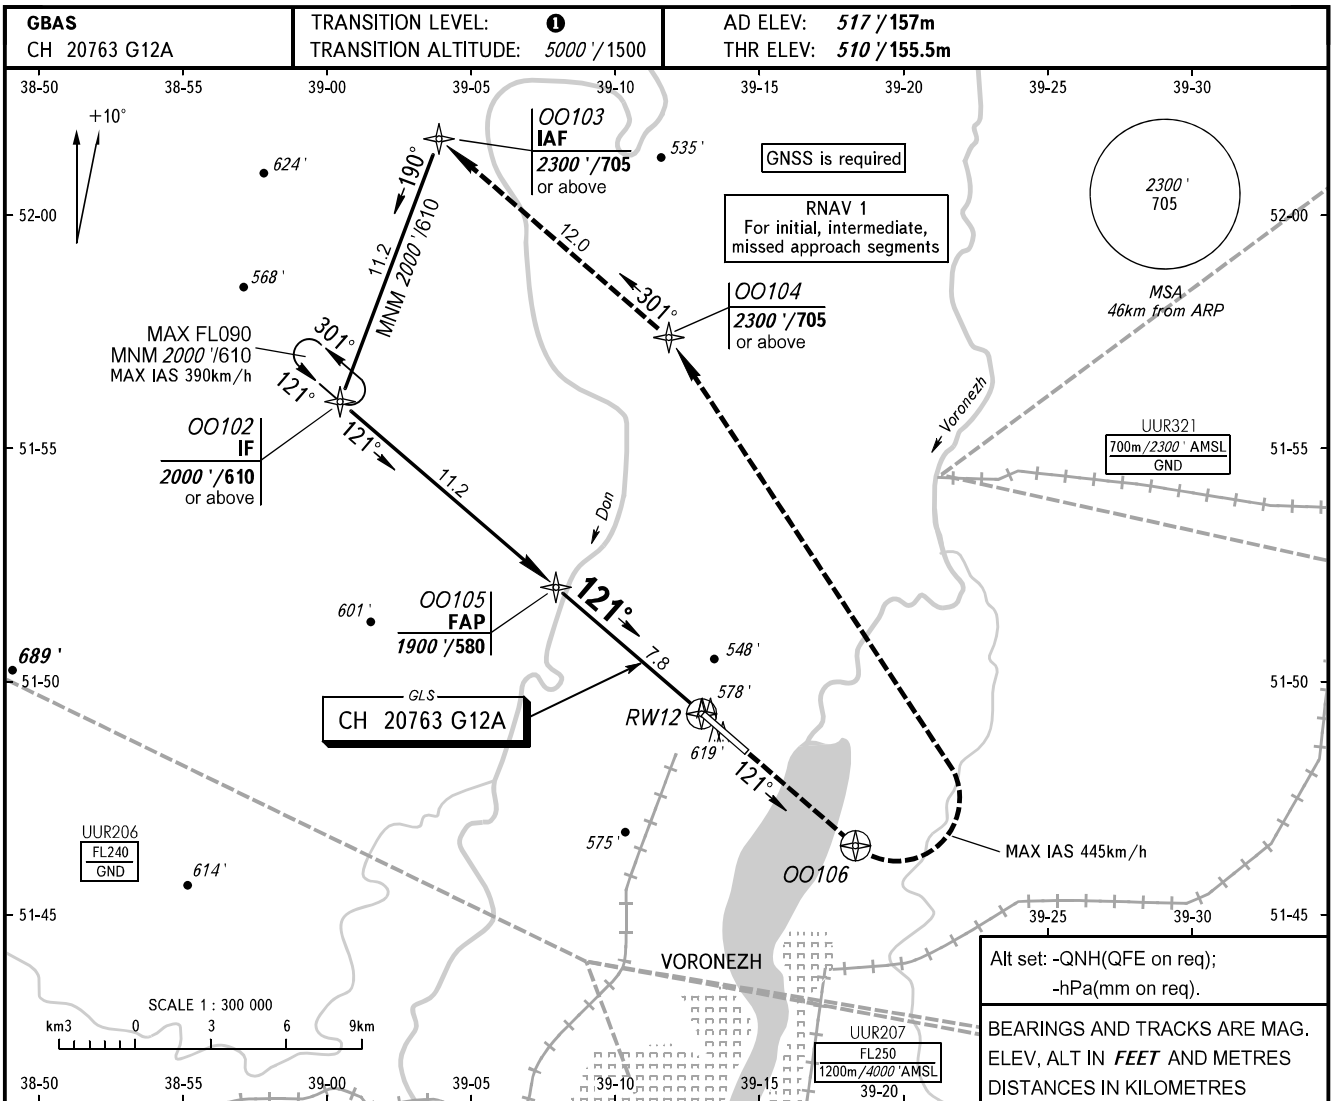 GBAS
CH 20763 G12A
TRANSITION LEVEL: 1
TRANSITION ALTITUDE: 5000 '/1500
AD ELEV: 517 '/157m
THR ELEV: 510 '/155.5m
38-50 38-55 39-00 39-05 39-10 39-15 39-20 39-25 39-30
+10°
OO103
IAF
2300 '/705
or above
535 '
GNSS is required
624 '
190°
2300 '
705
52-00
52-00
RNAV 1
For initial, intermediate,
missed approach segments
12.0
11.2
MNM 2000 '/610
568 '
301°
OO104
2300 '/705
or above
MSA
46km from ARP
MAX FL090
MNM 2000 '/610
MAX IAS 390km/h
301°
121°
Voronezh
OO102
IF
2000 '/610
or above
121°
UUR321
700m/2300 ' AMSL
GND
51-55
51-55
11.2
Don
OO105
FAP
1900 '/580
121°
601 '
7.8
548 '
689 '
51-50
51-50
GLS
CH 20763 G12A
578 '
RW12
619 '
121°
UUR206
FL240
GND
575 '
614 '
MAX IAS 445km/h
OO106
51-45
39-25 39-30
51-45
VORONEZH
Alt set: -QNH(QFE on req);
-hPa(mm on req).
SCALE 1 : 300 000
km3 0 3 6 9km
UUR207
FL250
1200m/4000 'AMSL
BEARINGS AND TRACKS ARE MAG.
ELEV, ALT IN FEET AND METRES
DISTANCES IN KILOMETRES
38-50 38-55 39-00 39-05 39-10 39-15 39-20